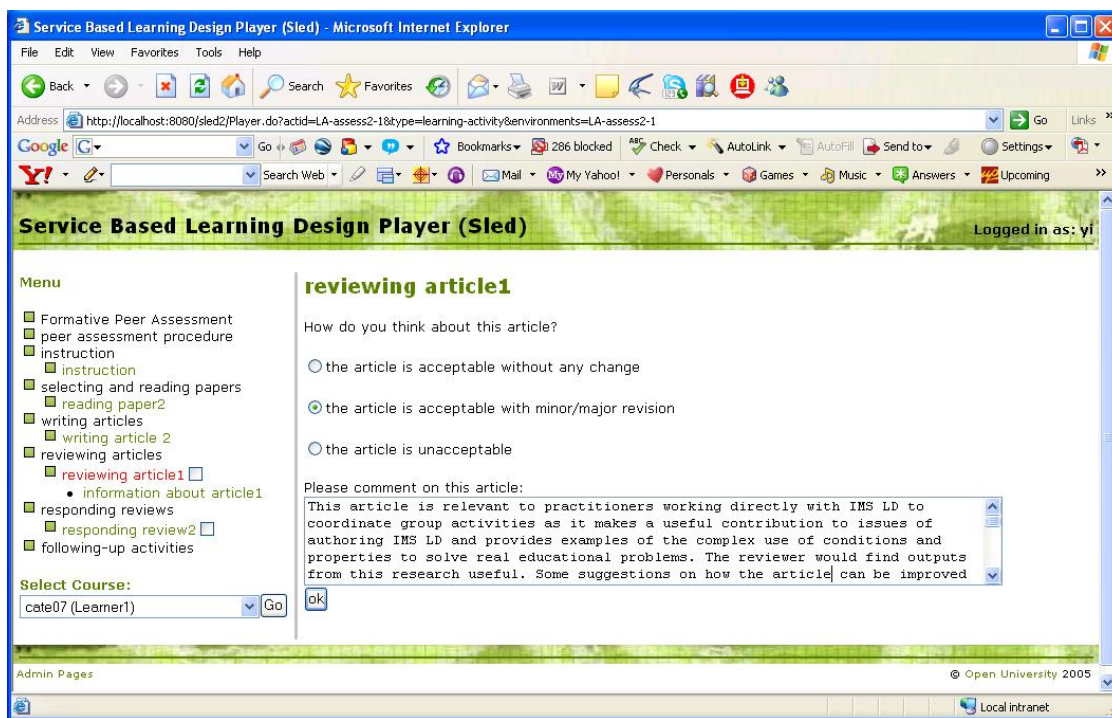 Service Based Learning Design Player (Sled) - Microsoft Internet Explorer
File Edit View Favorites Tools Help
Back Search Favorites
Address http://localhost:8080/sled2/Player.do?actid=LA-assess2-1&type=learning-activity&environments=LA-assess2-1 Go Links »
Google G Go Bookmarks 286 blocked ABC Check AutoLink AutoFill Send to Settings
Y! Search Web Mail My Yahoo! Personals Games Music Answers Upcoming »
Service Based Learning Design Player (Sled)
Logged in as: yi
Menu
Formative Peer Assessment
peer assessment procedure
instruction
instruction
selecting and reading papers
reading paper2
writing articles
writing article 2
reviewing articles
reviewing article1
information about article1
responding reviews
responding review2
following-up activities
Select Course:
cate07 (Learner1) Go
reviewing article1
How do you think about this article?
the article is acceptable without any change
the article is acceptable with minor/major revision
the article is unacceptable
Please comment on this article:
This article is relevant to practitioners working directly with IMS LD to
coordinate group activities as it makes a useful contribution to issues of
authoring IMS LD and provides examples of the complex use of conditions and
properties to solve real educational problems. The reviewer would find outputs
from this research useful. Some suggestions on how the article can be improved
ok
Admin Pages
© Open University 2005
Local intranet